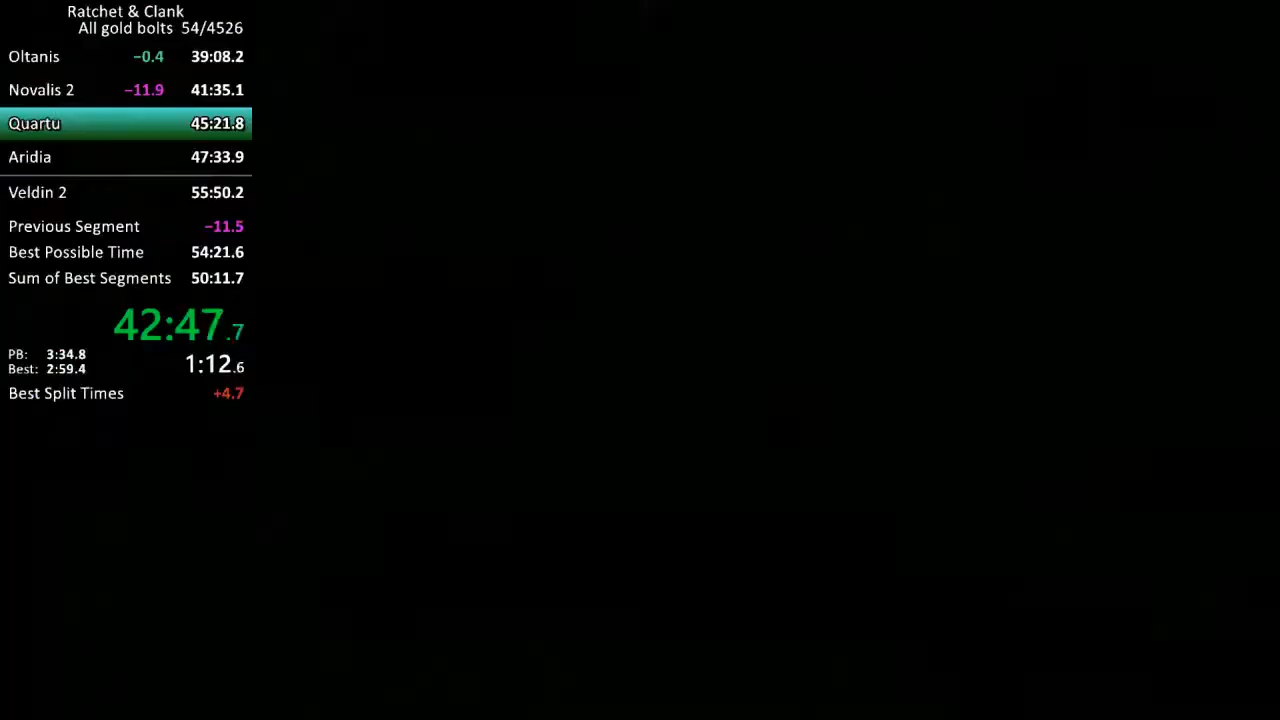 Ratchet & Clank
All gold bolts 54/4526
Oltanis −0.4 39:08.2
Novalis 2 −11.9 41:35.1
Quartu 45:21.8
Aridia 47:33.9
Veldin 2 55:50.2
Previous Segment −11.5
Best Possible Time 54:21.6
Sum of Best Segments 50:11.7
42:47.7
PB: 3:34.8
Best: 2:59.4
1:12.6
Best Split Times +4.7